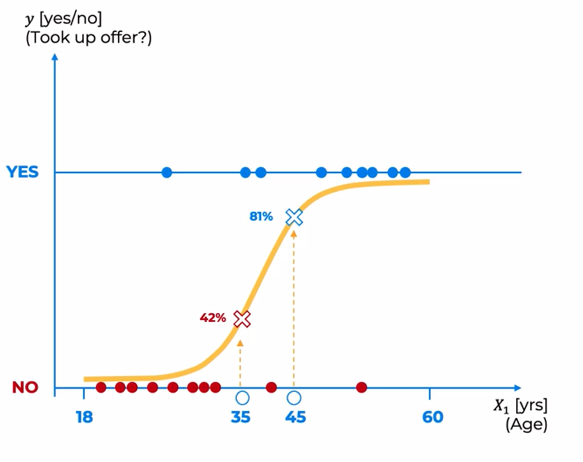 y [yes/no]
(Took up offer?)
YES
81%
42%
NO
18
35
45
60
X₁ [yrs]
(Age)